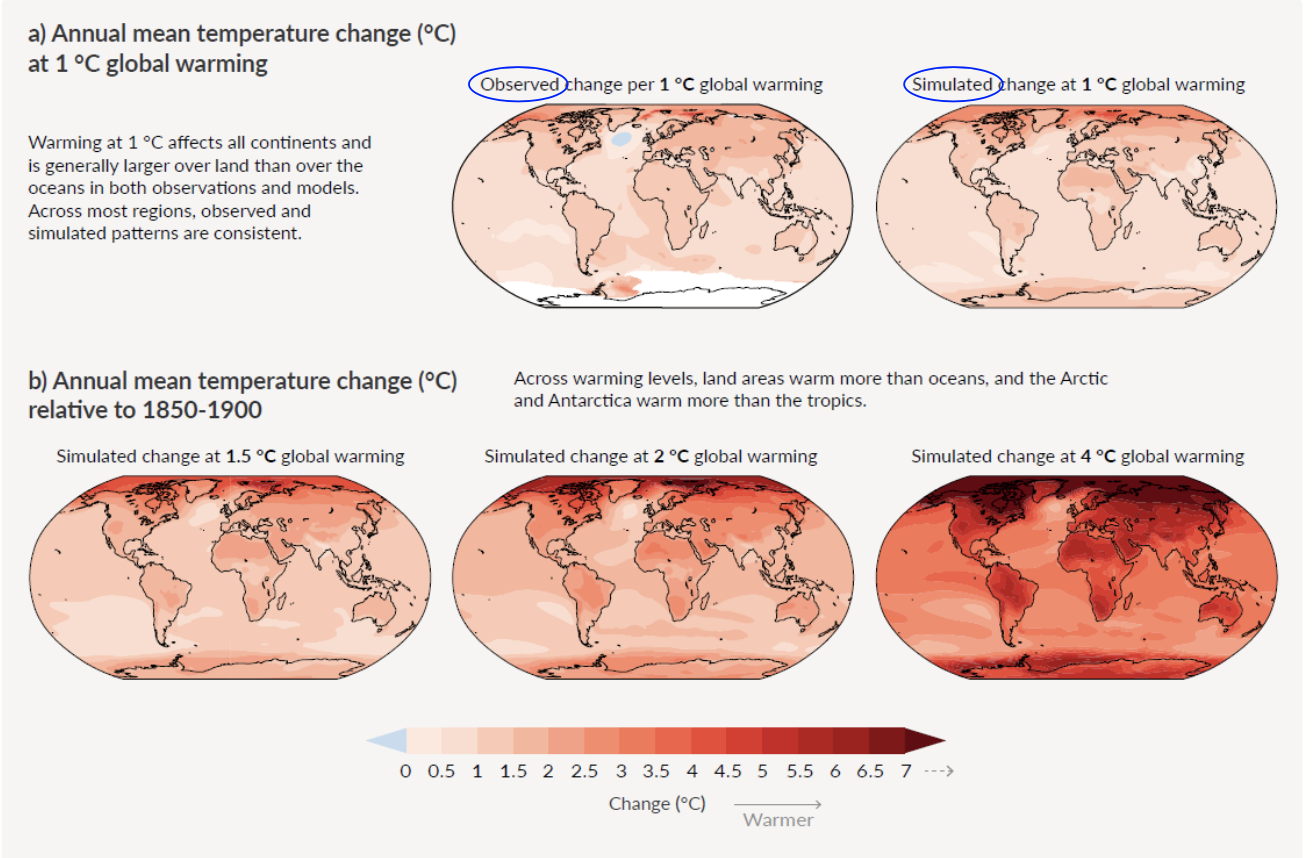 a) Annual mean temperature change (°C)
at 1 °C global warming
Observed change per 1 °C global warming
Simulated change at 1 °C global warming
Warming at 1 °C affects all continents and
is generally larger over land than over the
oceans in both observations and models.
Across most regions, observed and
simulated patterns are consistent.
b) Annual mean temperature change (°C)
relative to 1850-1900
Across warming levels, land areas warm more than oceans, and the Arctic
and Antarctica warm more than the tropics.
Simulated change at 1.5 °C global warming
Simulated change at 2 °C global warming
Simulated change at 4 °C global warming
0 0.5 1 1.5 2 2.5 3 3.5 4 4.5 5 5.5 6 6.5 7
Change (°C)
Warmer